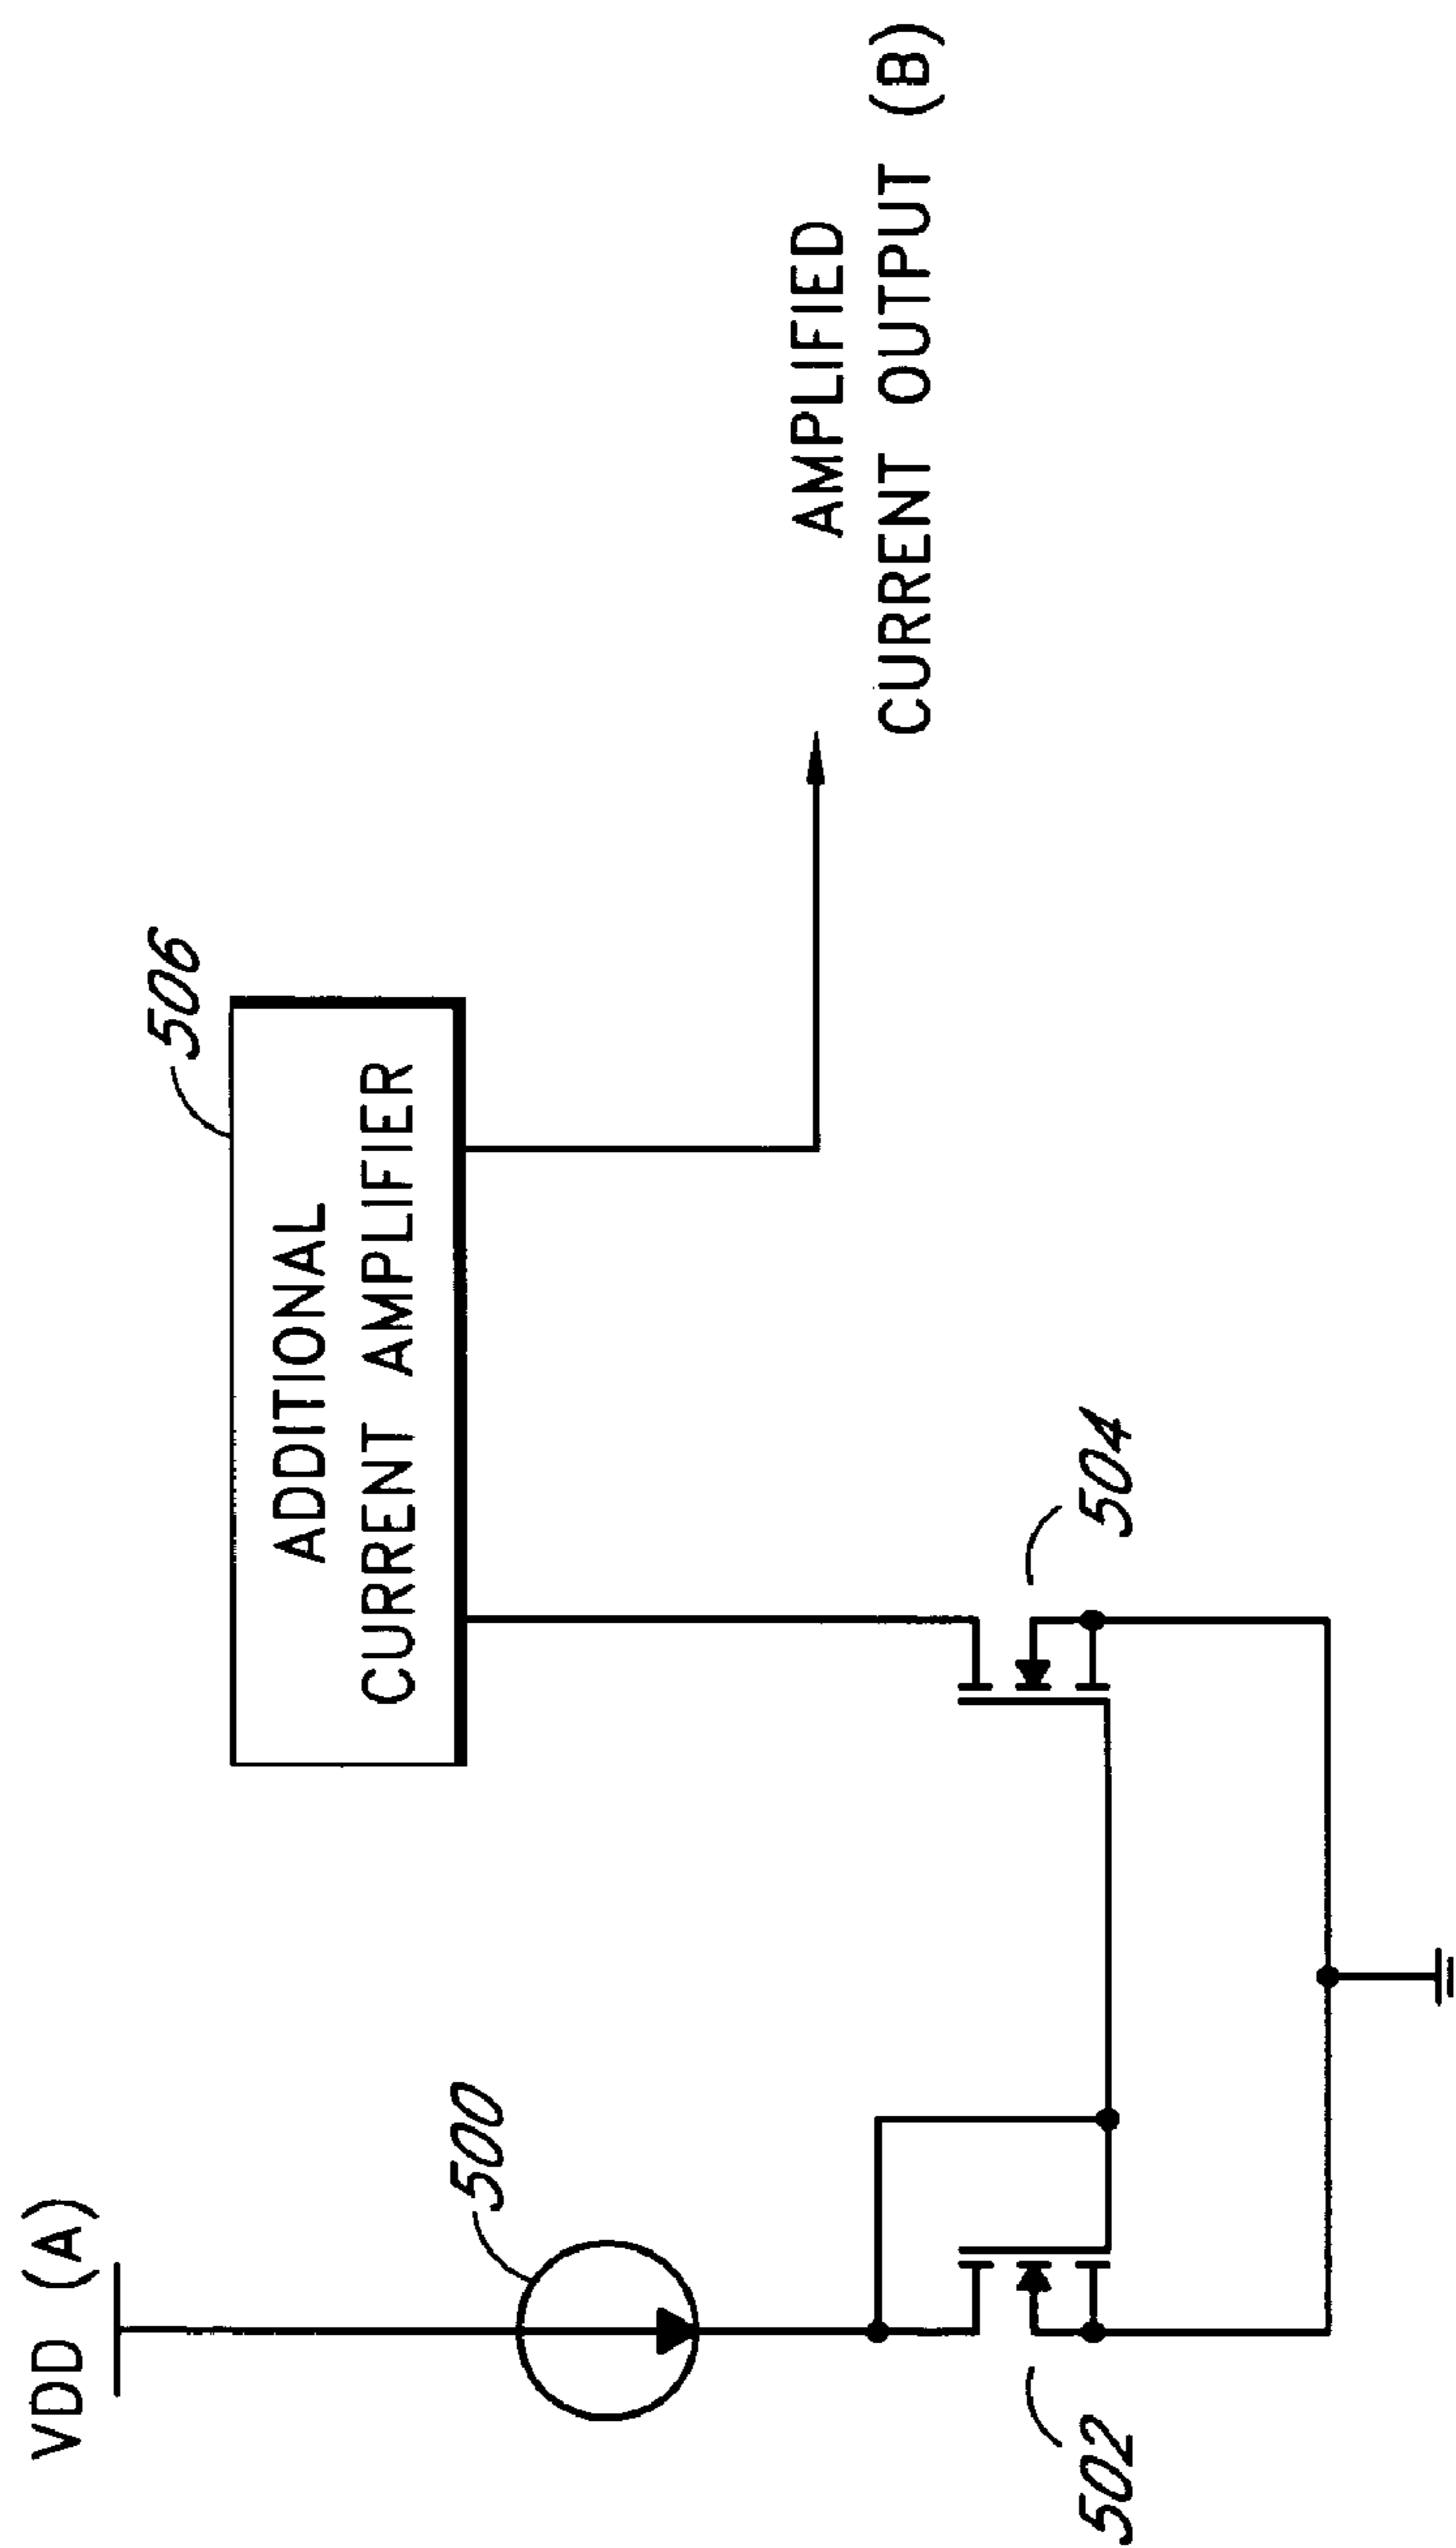 VDD (A)
500
502
504
506
ADDITIONAL
CURRENT AMPLIFIER
AMPLIFIED
CURRENT OUTPUT (B)